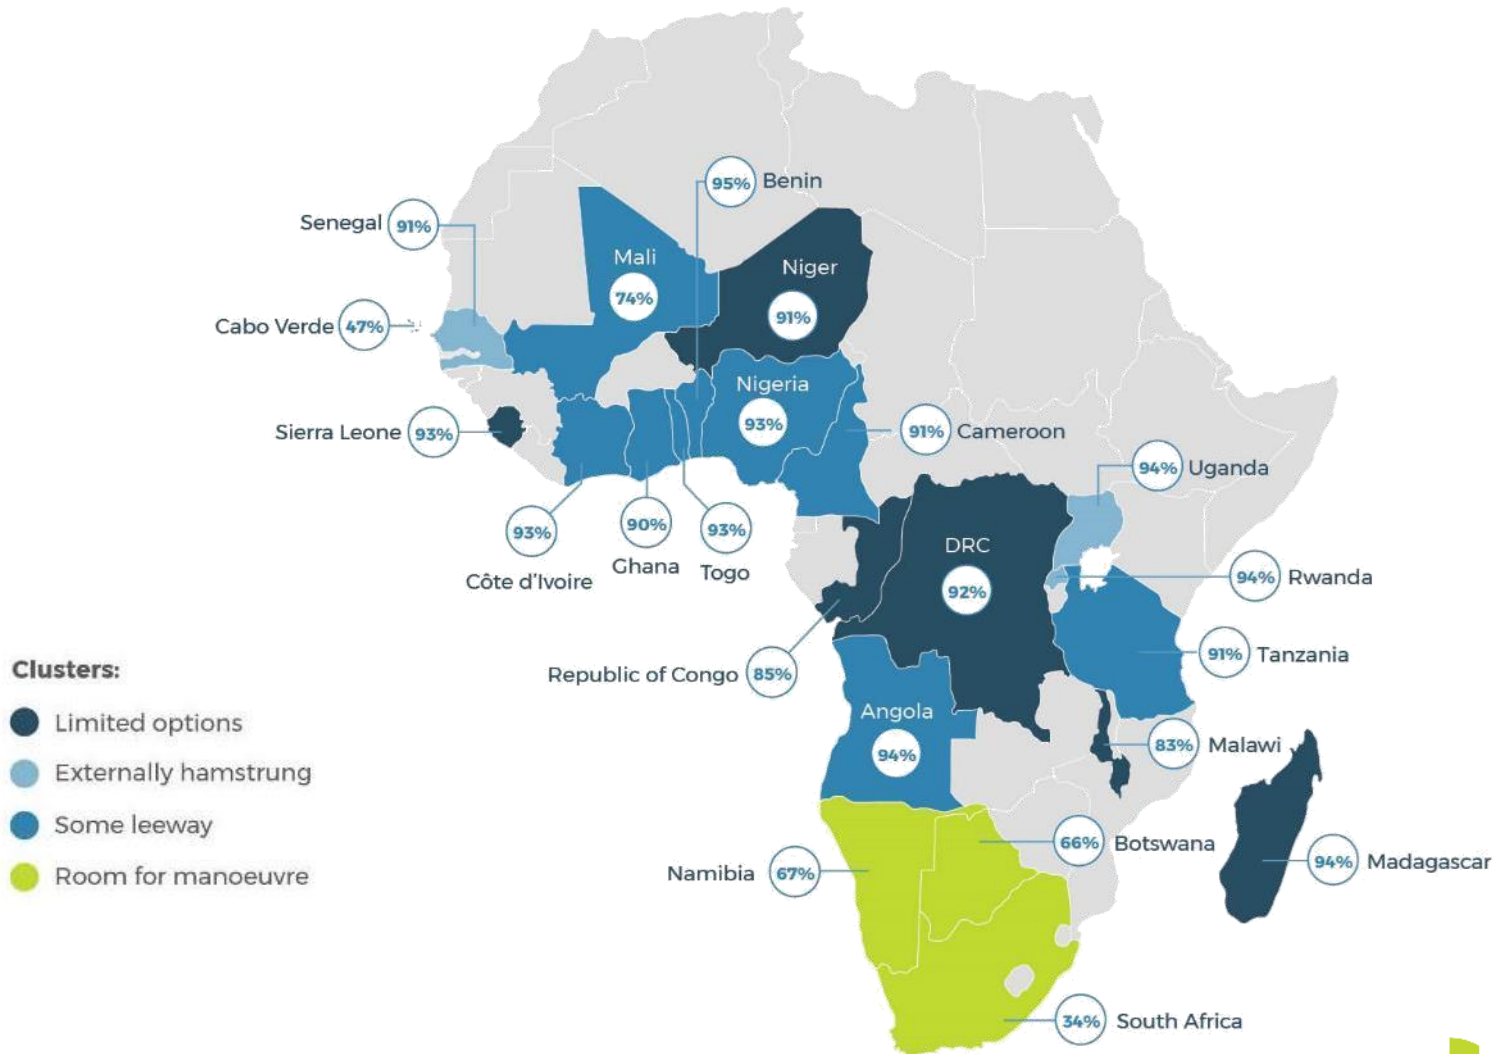 95% Benin
Senegal 91%
Mali
74%
Niger
91%
Cabo Verde 47%
Nigeria
93%
Sierra Leone 93%
91% Cameroon
94% Uganda
93%
Côte d'Ivoire
90%
Ghana
93%
Togo
DRC
92%
94% Rwanda
91% Tanzania
Republic of Congo 85%
Clusters:
Limited options
Externally hamstrung
Some leeway
Room for manoeuvre
Angola
94%
83% Malawi
66% Botswana
94% Madagascar
Namibia 67%
34% South Africa